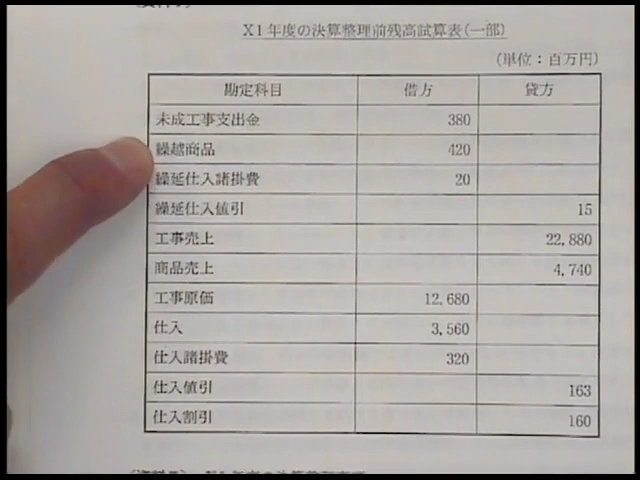 X1年度の決算整理前残高試算表(一部)
(単位：百万円)
勘定科目 借方 貸方
未成工事支出金 380
繰越商品 420
繰延仕入諸掛費 20
繰延仕入値引 15
工事売上 22,880
商品売上 4,740
工事原価 12,680
仕入 3,560
仕入諸掛費 320
仕入値引 163
仕入割引 160